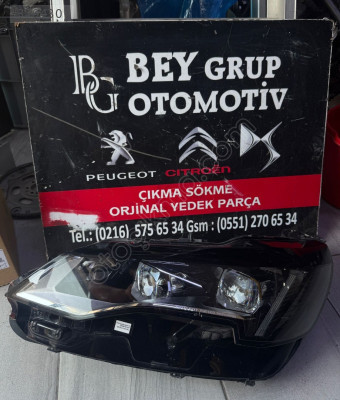 BG BEY GRUP
OTOMOTİV
PEUGEOT CITROËN DS
ÇIKMA SÖKME
ORJİNAL YEDEK PARÇA
Tel.: (0216) 575 65 34 Gsm : (0551) 270 65 34